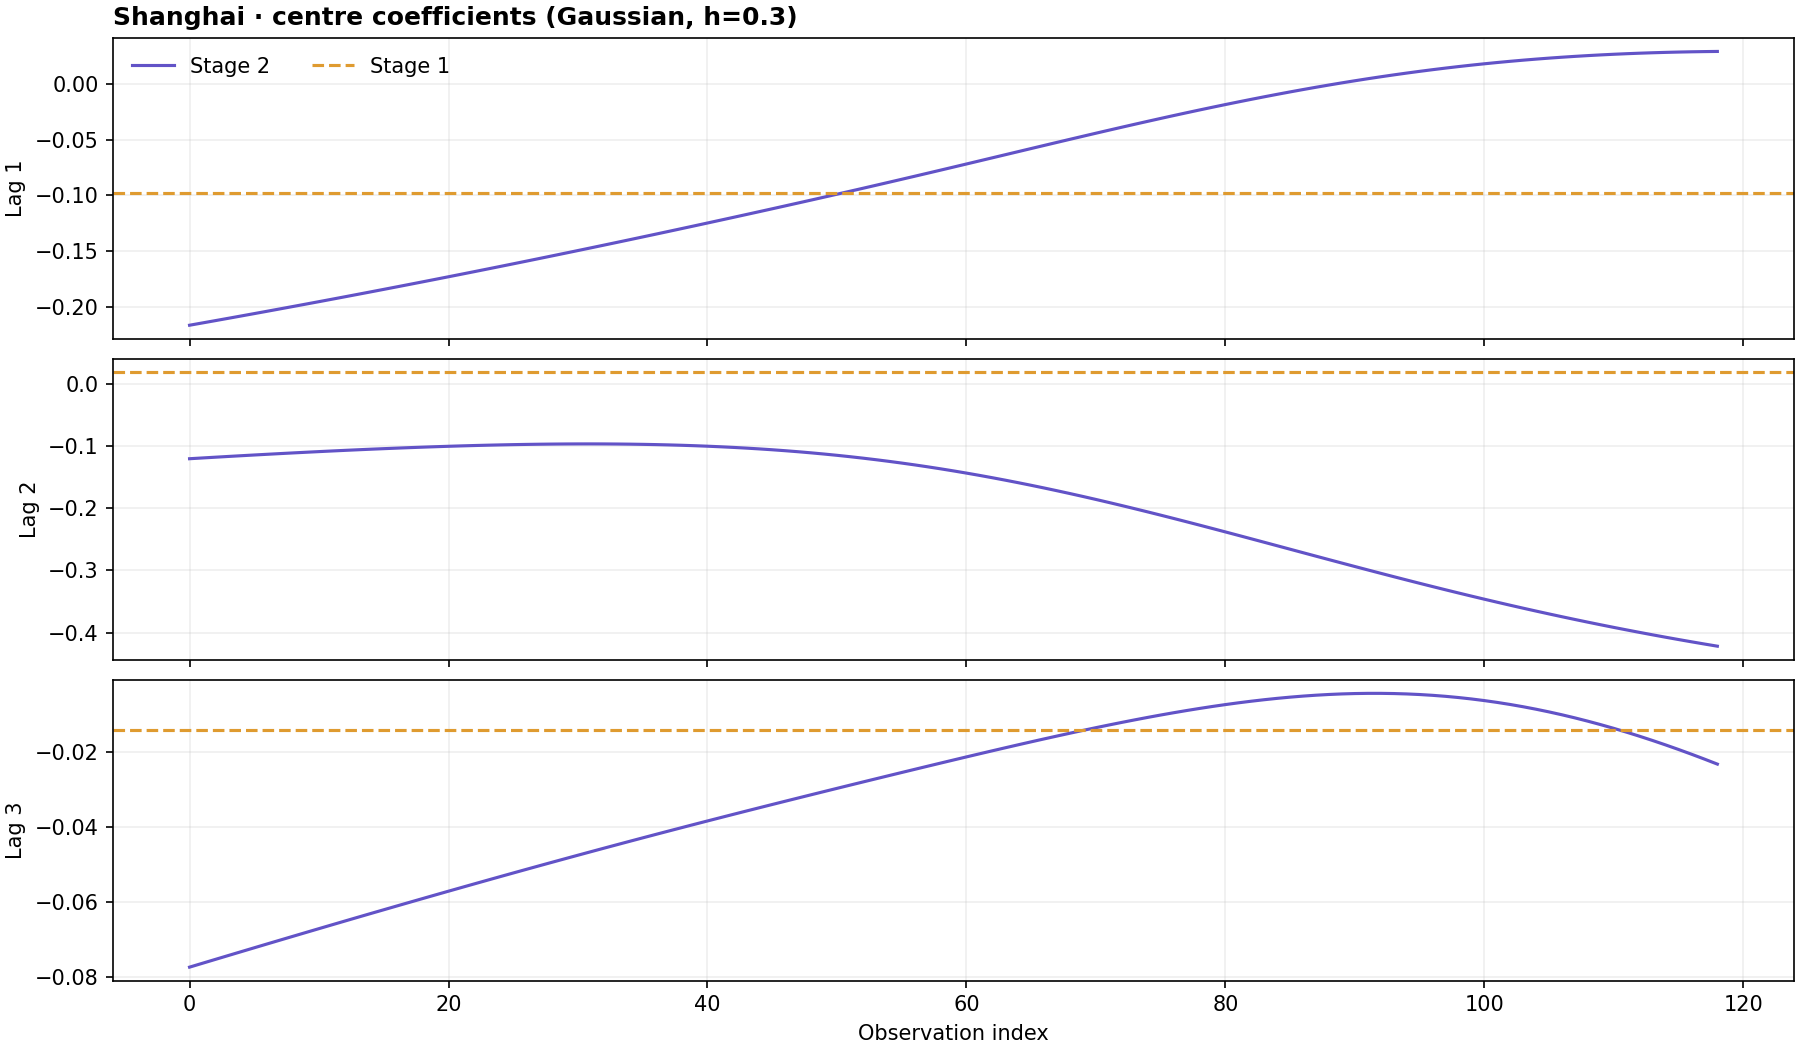 Shanghai · centre coefficients (Gaussian, h=0.3)
Stage 2
Stage 1
Lag 1
0.00
−0.05
−0.10
−0.15
−0.20
Lag 2
0.0
−0.1
−0.2
−0.3
−0.4
Lag 3
−0.02
−0.04
−0.06
−0.08
0 20 40 60 80 100 120
Observation index